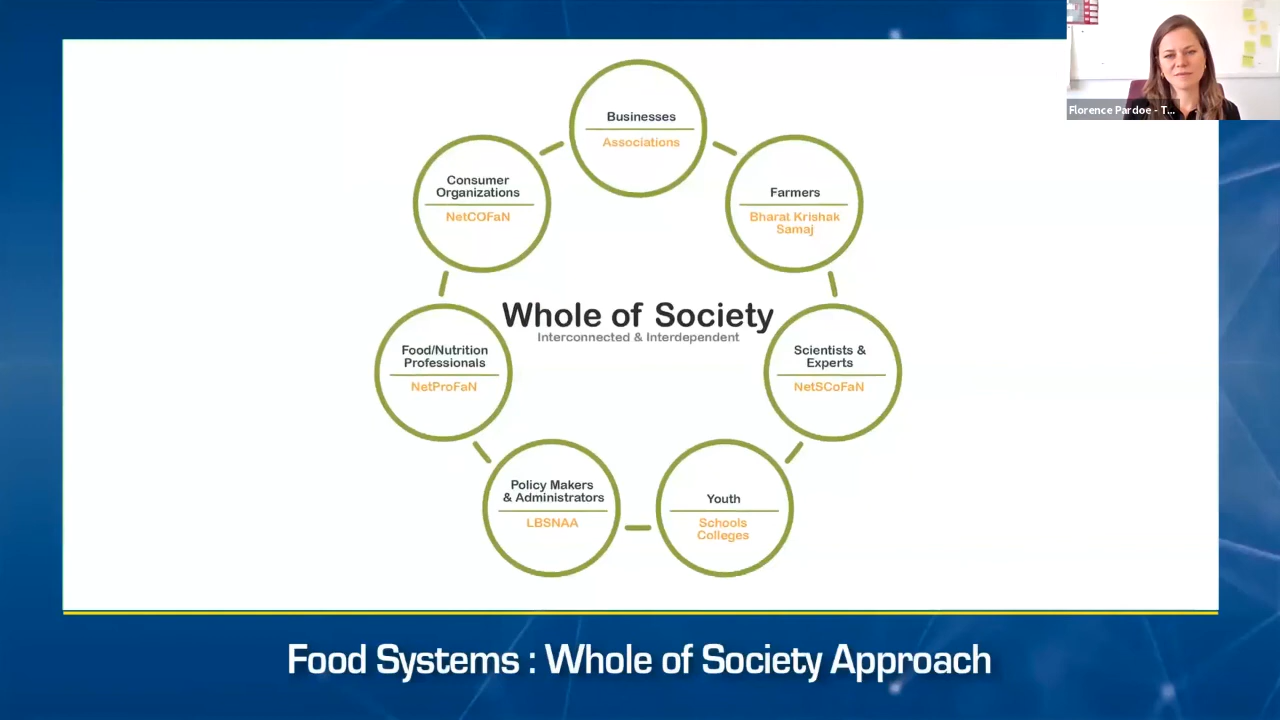 Florence Pardoe - T...
Businesses
Associations
Consumer
Organizations
NetCOFaN
Farmers
Bharat Krishak
Samaj
Whole of Society
Interconnected & Interdependent
Food/Nutrition
Professionals
NetProFaN
Scientists &
Experts
NetSCoFaN
Policy Makers
& Administrators
LBSNAA
Youth
Schools
Colleges
Food Systems : Whole of Society Approach